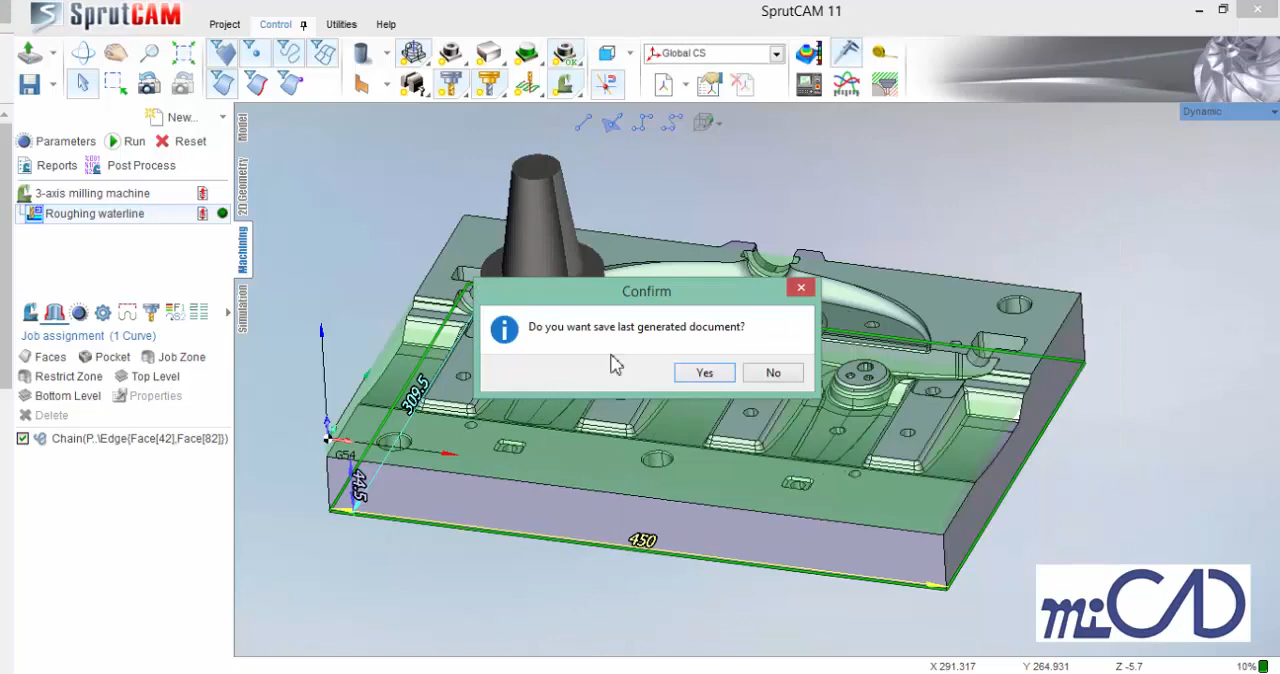 SprutCAM
Project
Control
Utilities
Help
SprutCAM 11
Global CS
Dynamic
New...
Parameters
Run
Reset
Reports
Post Process
3-axis milling machine
Roughing waterline
Model
2D Geometry
Machining
Simulation
Job assignment (1 Curve)
Faces
Pocket
Job Zone
Restrict Zone
Top Level
Bottom Level
Properties
Delete
Chain(P..\Edge{Face[42],Face[82]})
Confirm
Do you want save last generated document?
Yes
No
309.5
G54
44.5
450
miCAD
X 291.317
Y 264.931
Z -5.7
10%